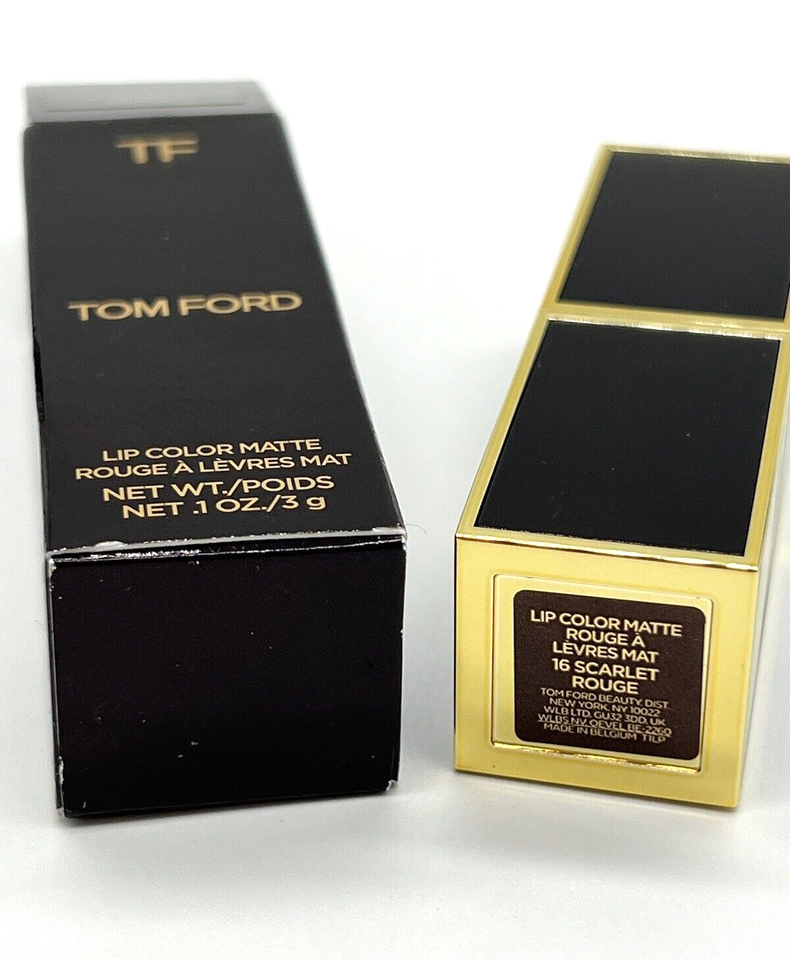 TF
TOM FORD
LIP COLOR MATTE
ROUGE À LÈVRES MAT
NET WT./POIDS
NET .1 OZ./3 g
LIP COLOR MATTE
ROUGE À
LÈVRES MAT
16 SCARLET
ROUGE
TOM FORD BEAUTY, DIST.
NEW YORK, NY 10022
WLB LTD. GU32 3DD, UK
WLBS NV, OEVEL BE-2260
MADE IN BELGIUM TILP